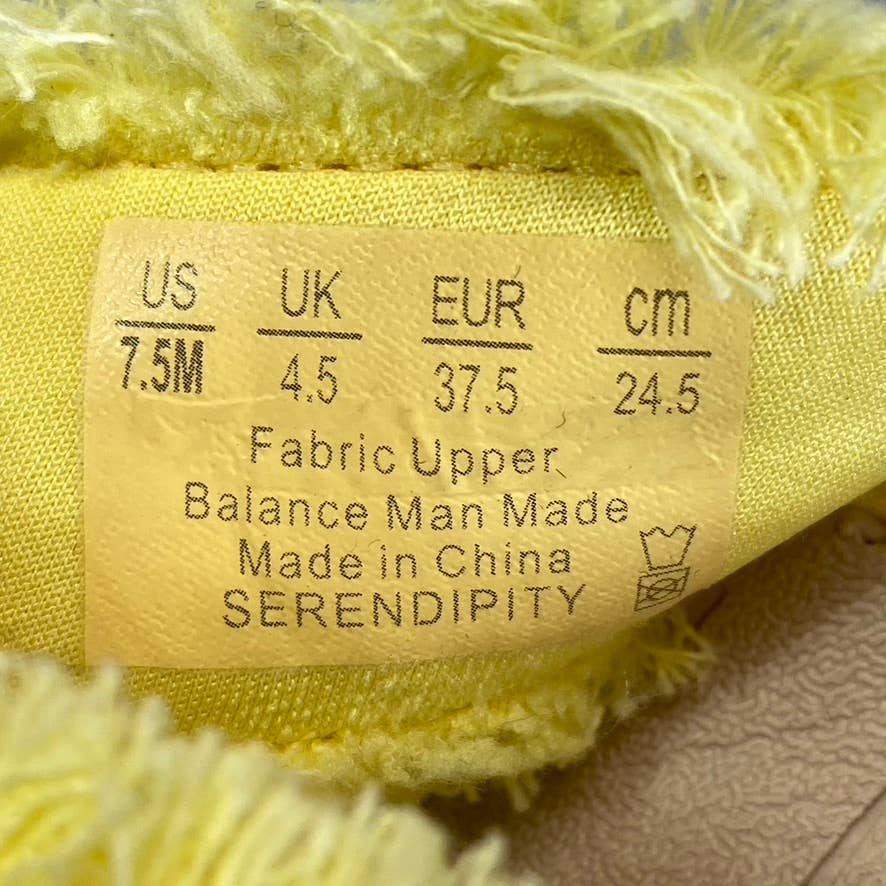 US UK EUR cm
7.5M 4.5 37.5 24.5
Fabric Upper
Balance Man Made
Made in China
SERENDIPITY